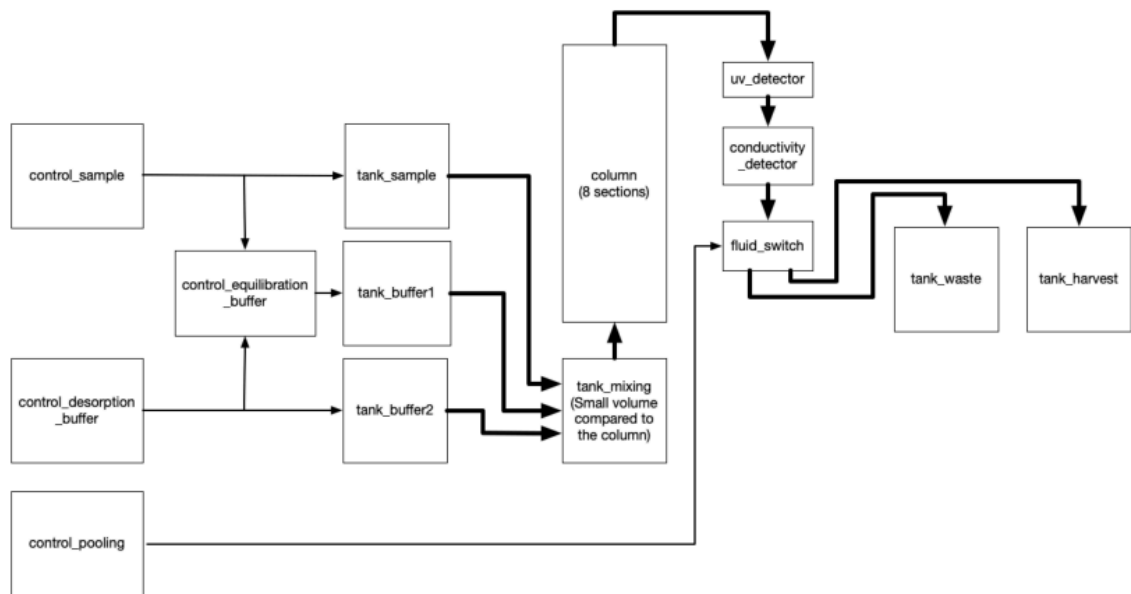 control_sample
tank_sample
column
(8 sections)
uv_detector
conductivity
_detector
fluid_switch
tank_waste
tank_harvest
control_equilibration
_buffer
tank_buffer1
control_desorption
_buffer
tank_buffer2
tank_mixing
(Small volume
compared to
the column)
control_pooling